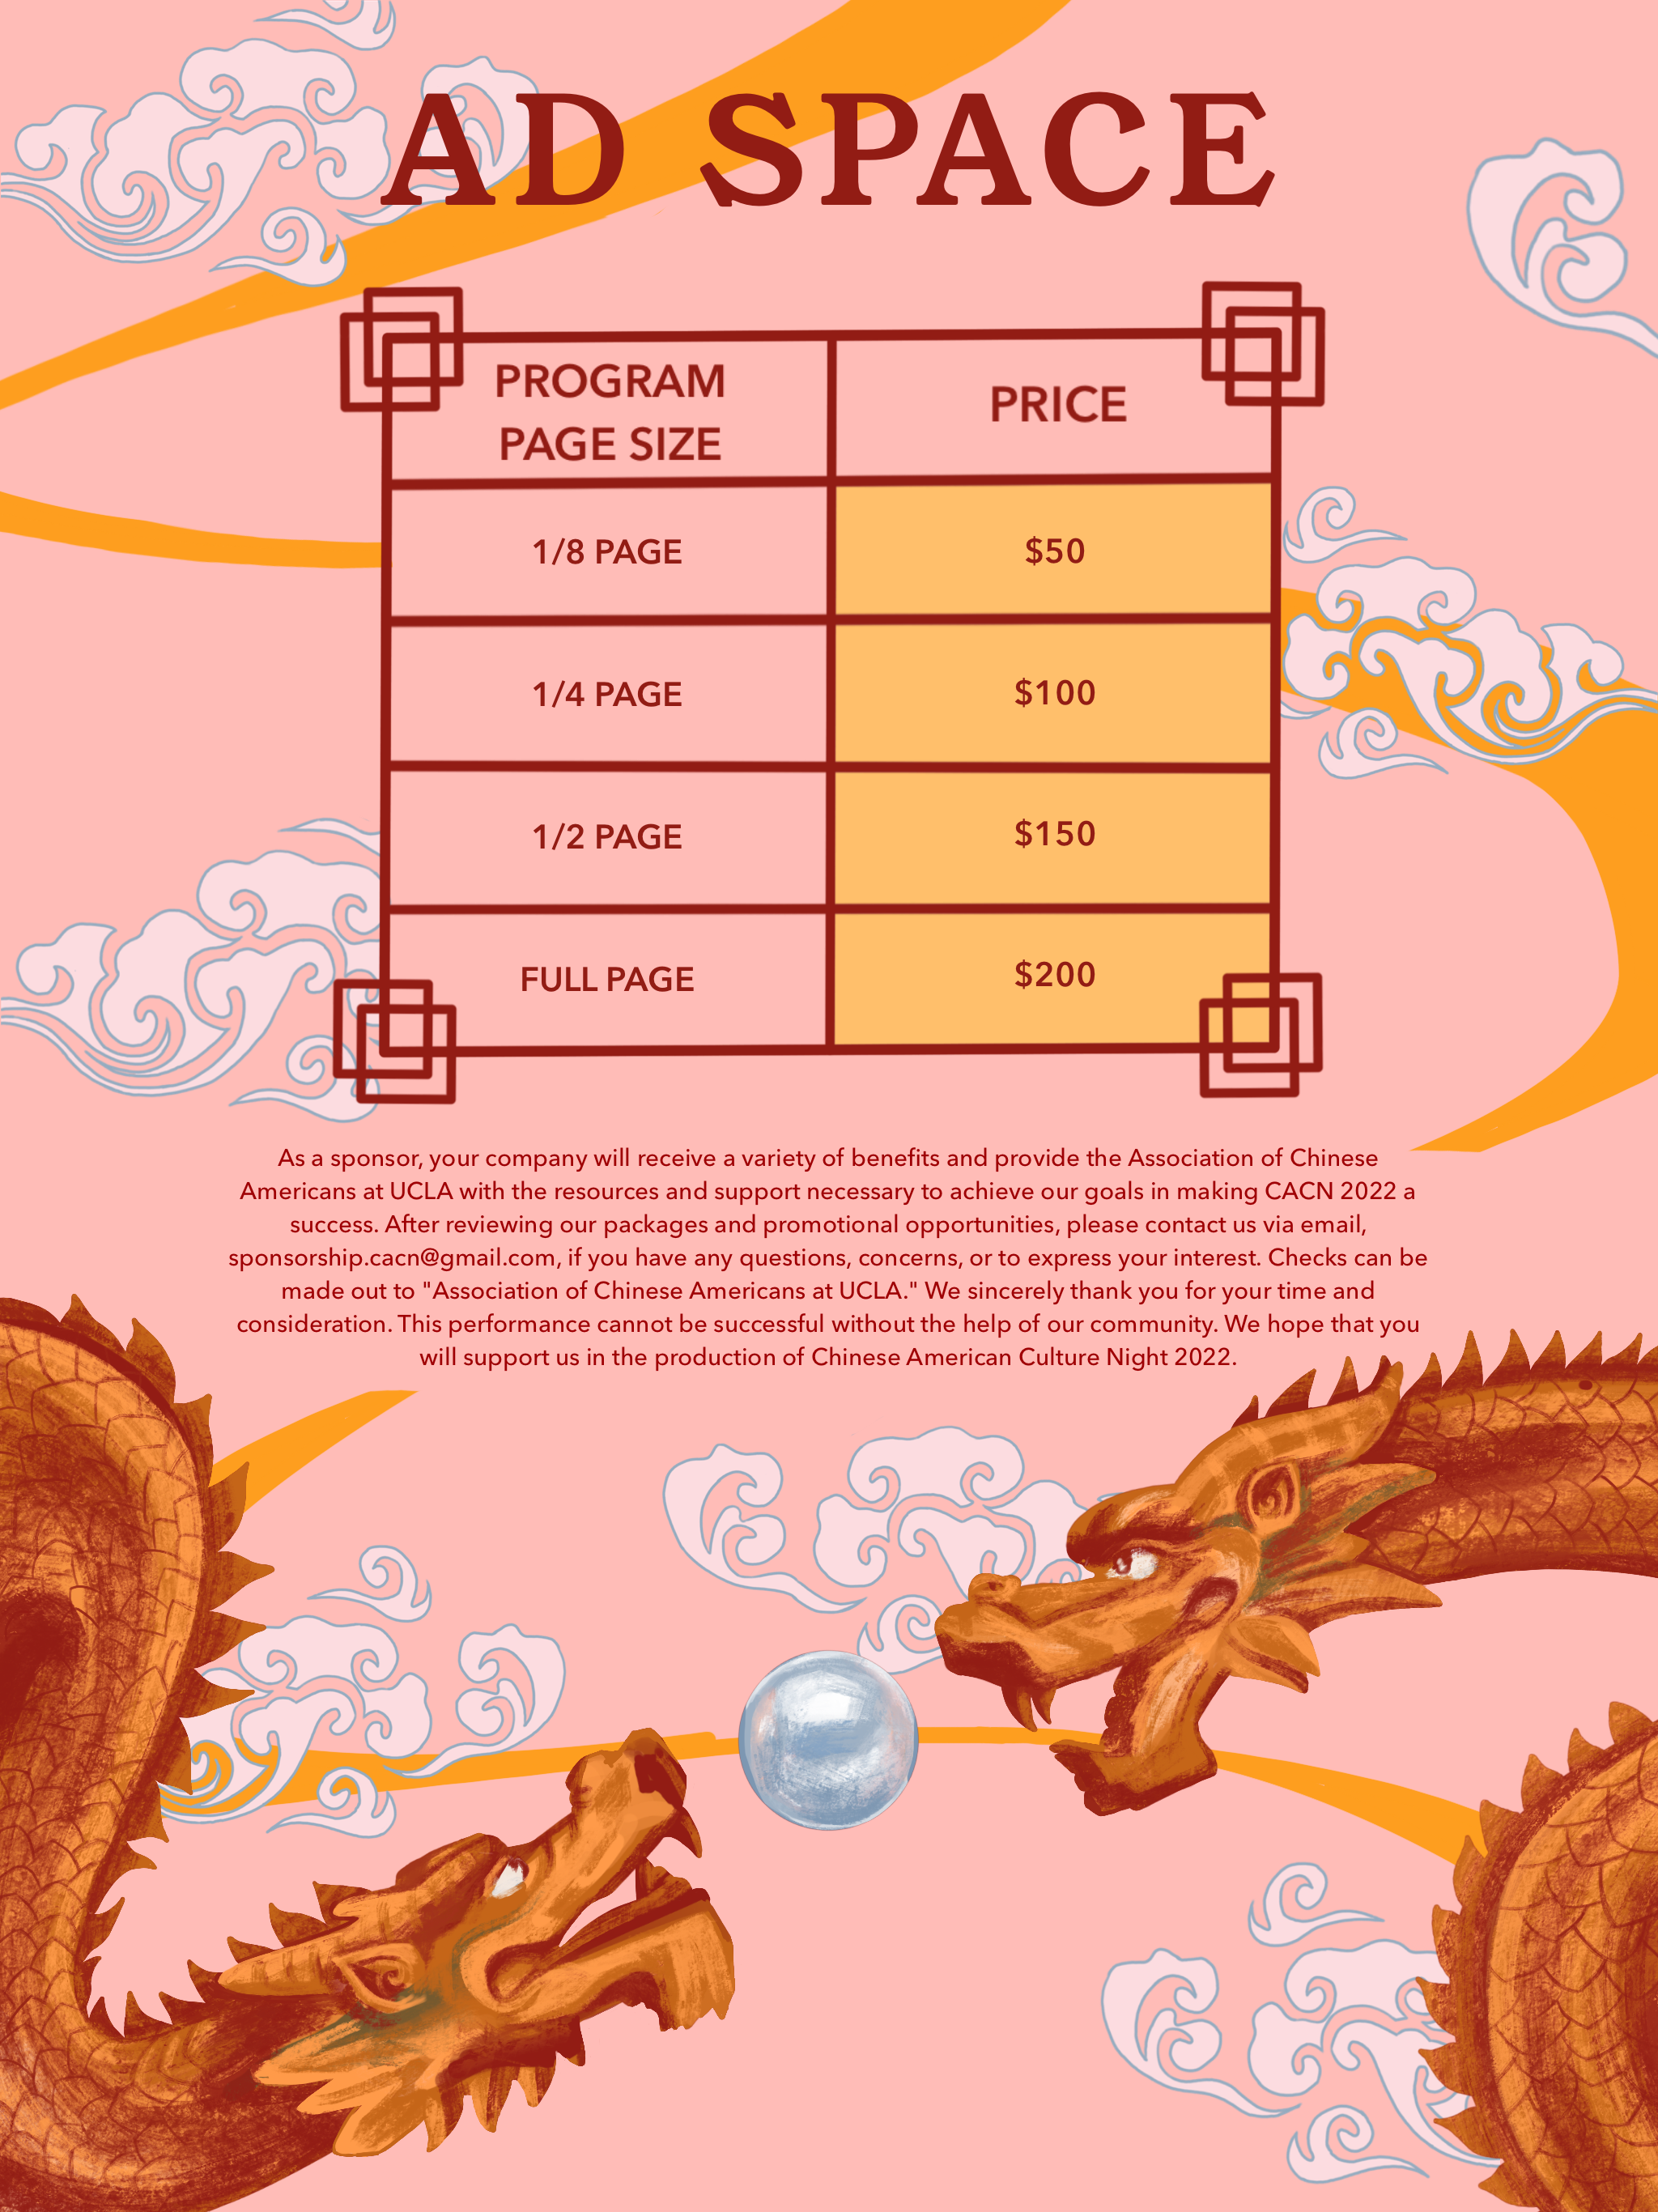 AD SPACE
PROGRAM
PAGE SIZE
PRICE
1/8 PAGE
$50
1/4 PAGE
$100
1/2 PAGE
$150
FULL PAGE
$200
As a sponsor, your company will receive a variety of benefits and provide the Association of Chinese
Americans at UCLA with the resources and support necessary to achieve our goals in making CACN 2022 a
success. After reviewing our packages and promotional opportunities, please contact us via email,
sponsorship.cacn@gmail.com, if you have any questions, concerns, or to express your interest. Checks can be
made out to "Association of Chinese Americans at UCLA." We sincerely thank you for your time and
consideration. This performance cannot be successful without the help of our community. We hope that you
will support us in the production of Chinese American Culture Night 2022.